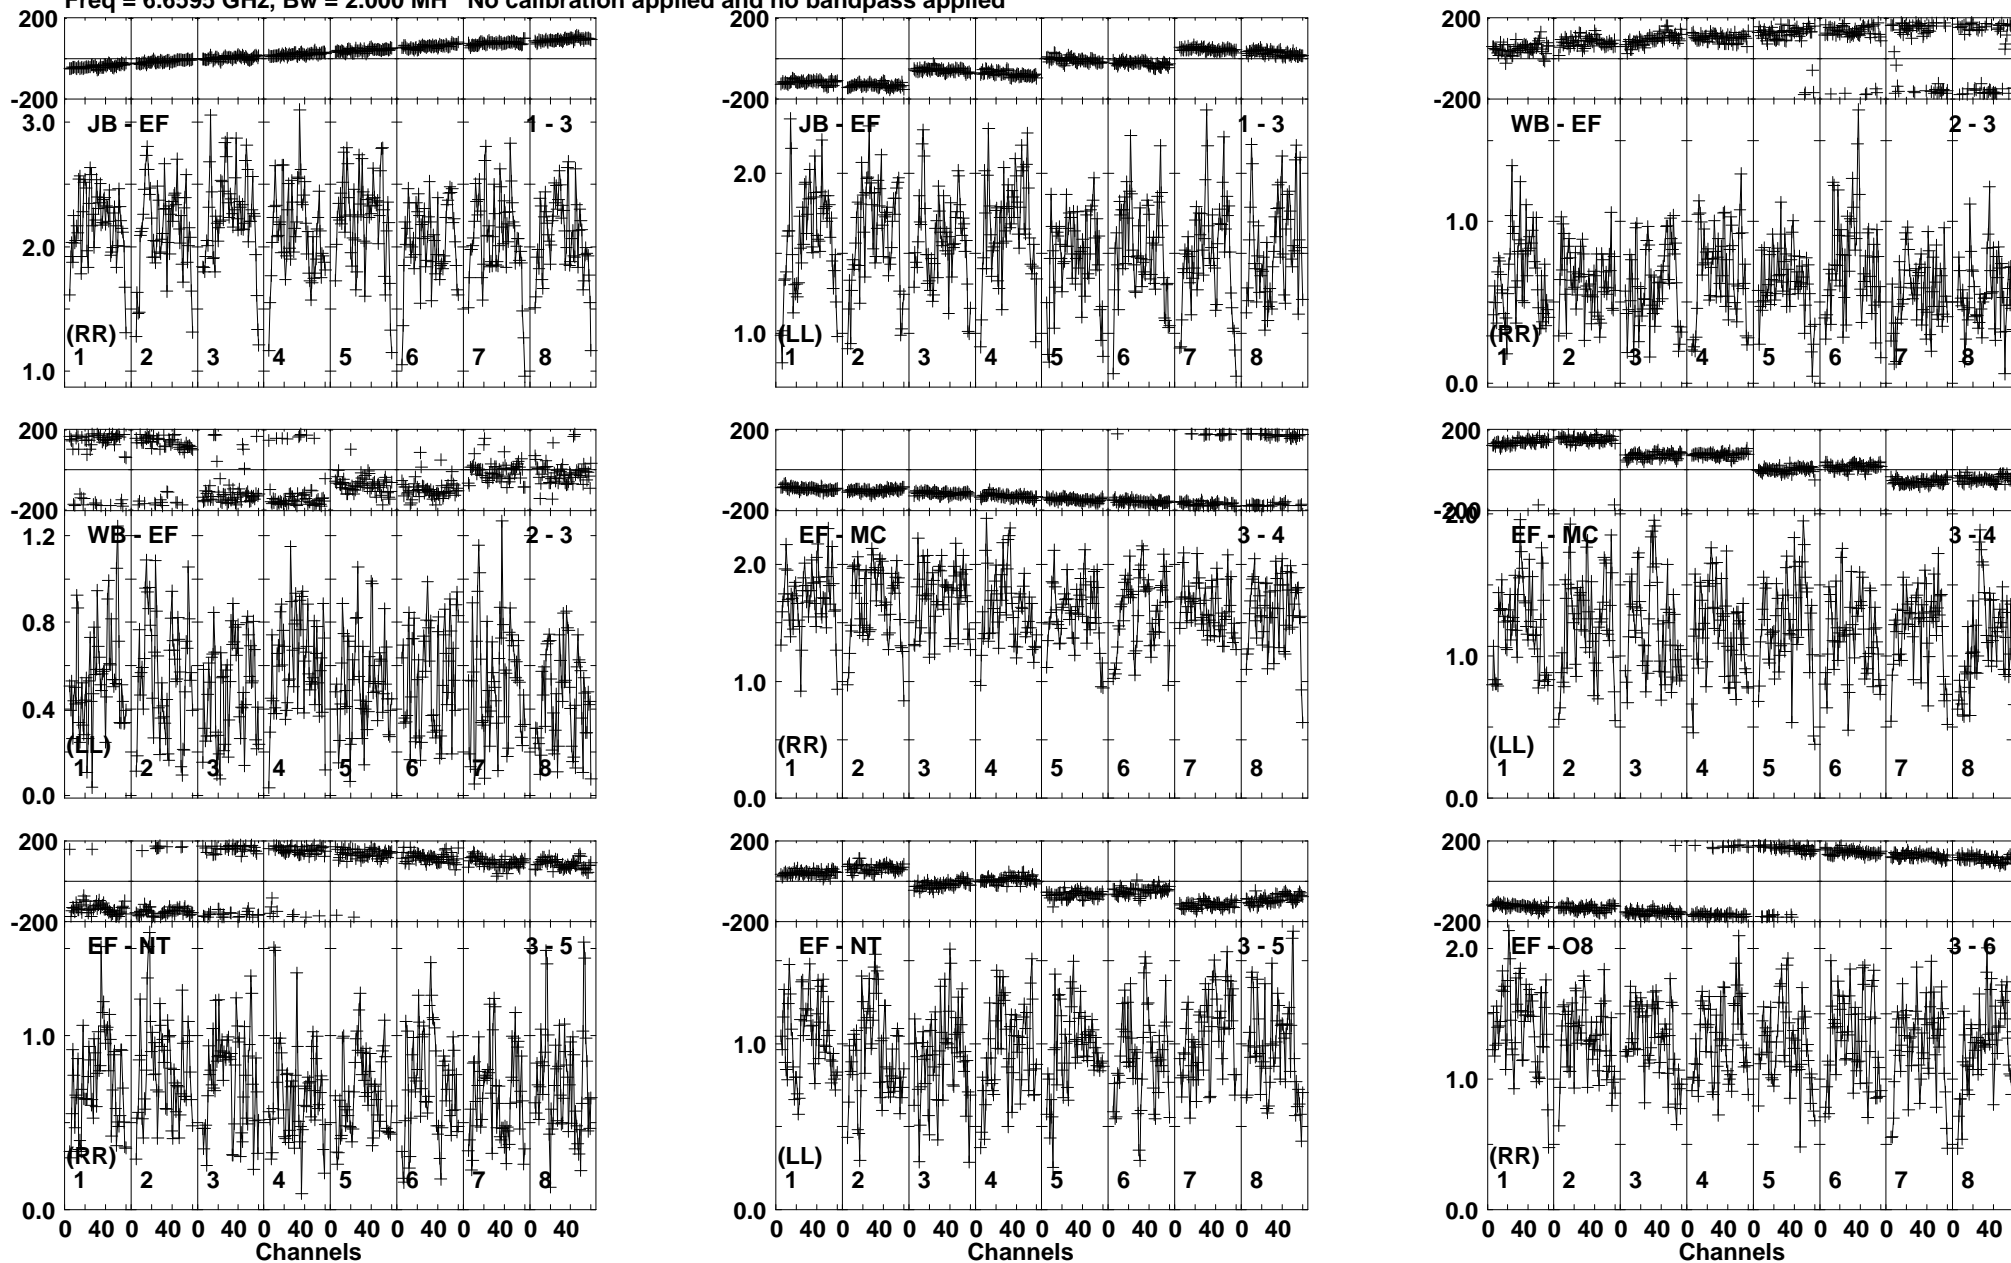 Freq = 6.6595 GHz, Bw = 2.000 MH No calibration applied and no bandpass applied
200 200 200
-200 -200 -200
3.0 JB - EF 1 - 3 JB - EF 1 - 3 WB - EF 2 - 3
2.0 2.0 1.0
(RR) 1.0 (LL) (RR)
1 2 3 4 5 6 7 8 1 2 3 4 5 6 7 8 1 2 3 4 5 6 7 8
1.0 0.0
200 200 200
-200 -200 -200
2.0
1.2 WB - EF 2 - 3 EF - MC 3 - 4 EF - MC 3 - 4
2.0
0.8
1.0 1.0
0.4
(LL) (RR) (LL)
1 2 3 4 5 6 7 8 1 2 3 4 5 6 7 8 1 2 3 4 5 6 7 8
0.0 0.0 0.0
200 200 200
-200 -200 -200
2.0 EF - NT 3 - 5 2.0 EF - NT 3 - 5 2.0 EF - O8 3 - 6
1.0 1.0 1.0
(RR) (LL) (RR)
1 2 3 4 5 6 7 8 1 2 3 4 5 6 7 8 1 2 3 4 5 6 7 8
0.0 0.0 0.0
0 40 0 40 0 40 0 40 0 40 0 40 0 40 0 40 0 40 0 40 0 40 0 40 0 40 0 40 0 40 0 40 0 40 0 40 0 40 0 40 0 40 0 40 0 40 0 40
Channels Channels Channels